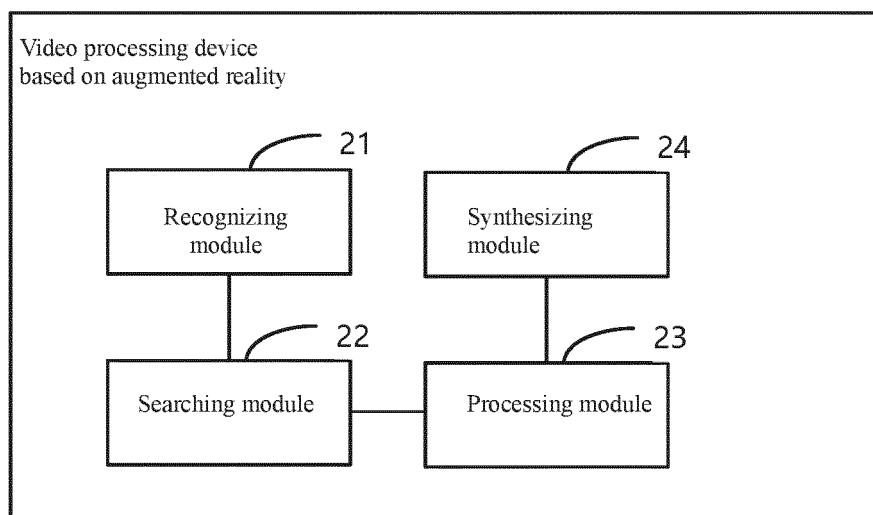 Video processing device
based on augmented reality
21
Recognizing
module
24
Synthesizing
module
22
Searching module
23
Processing module